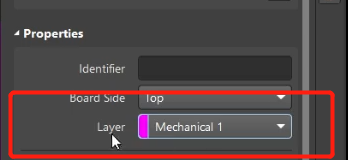 Properties
Identifier
Board Side Top
Layer Mechanical 1